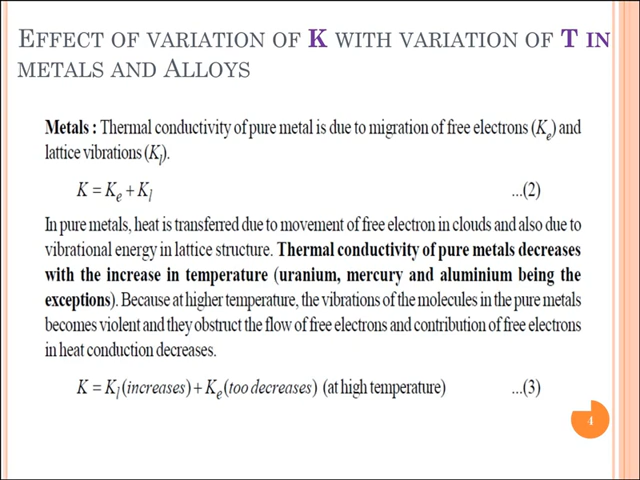 EFFECT OF VARIATION OF K WITH VARIATION OF T IN
METALS AND ALLOYS
Metals : Thermal conductivity of pure metal is due to migration of free electrons (Ke) and
lattice vibrations (Kl).
K = Ke + Kl ...(2)
In pure metals, heat is transferred due to movement of free electron in clouds and also due to
vibrational energy in lattice structure. Thermal conductivity of pure metals decreases
with the increase in temperature (uranium, mercury and aluminium being the
exceptions). Because at higher temperature, the vibrations of the molecules in the pure metals
becomes violent and they obstruct the flow of free electrons and contribution of free electrons
in heat conduction decreases.
K = Kl (increases) + Ke (too decreases) (at high temperature) ...(3)
4